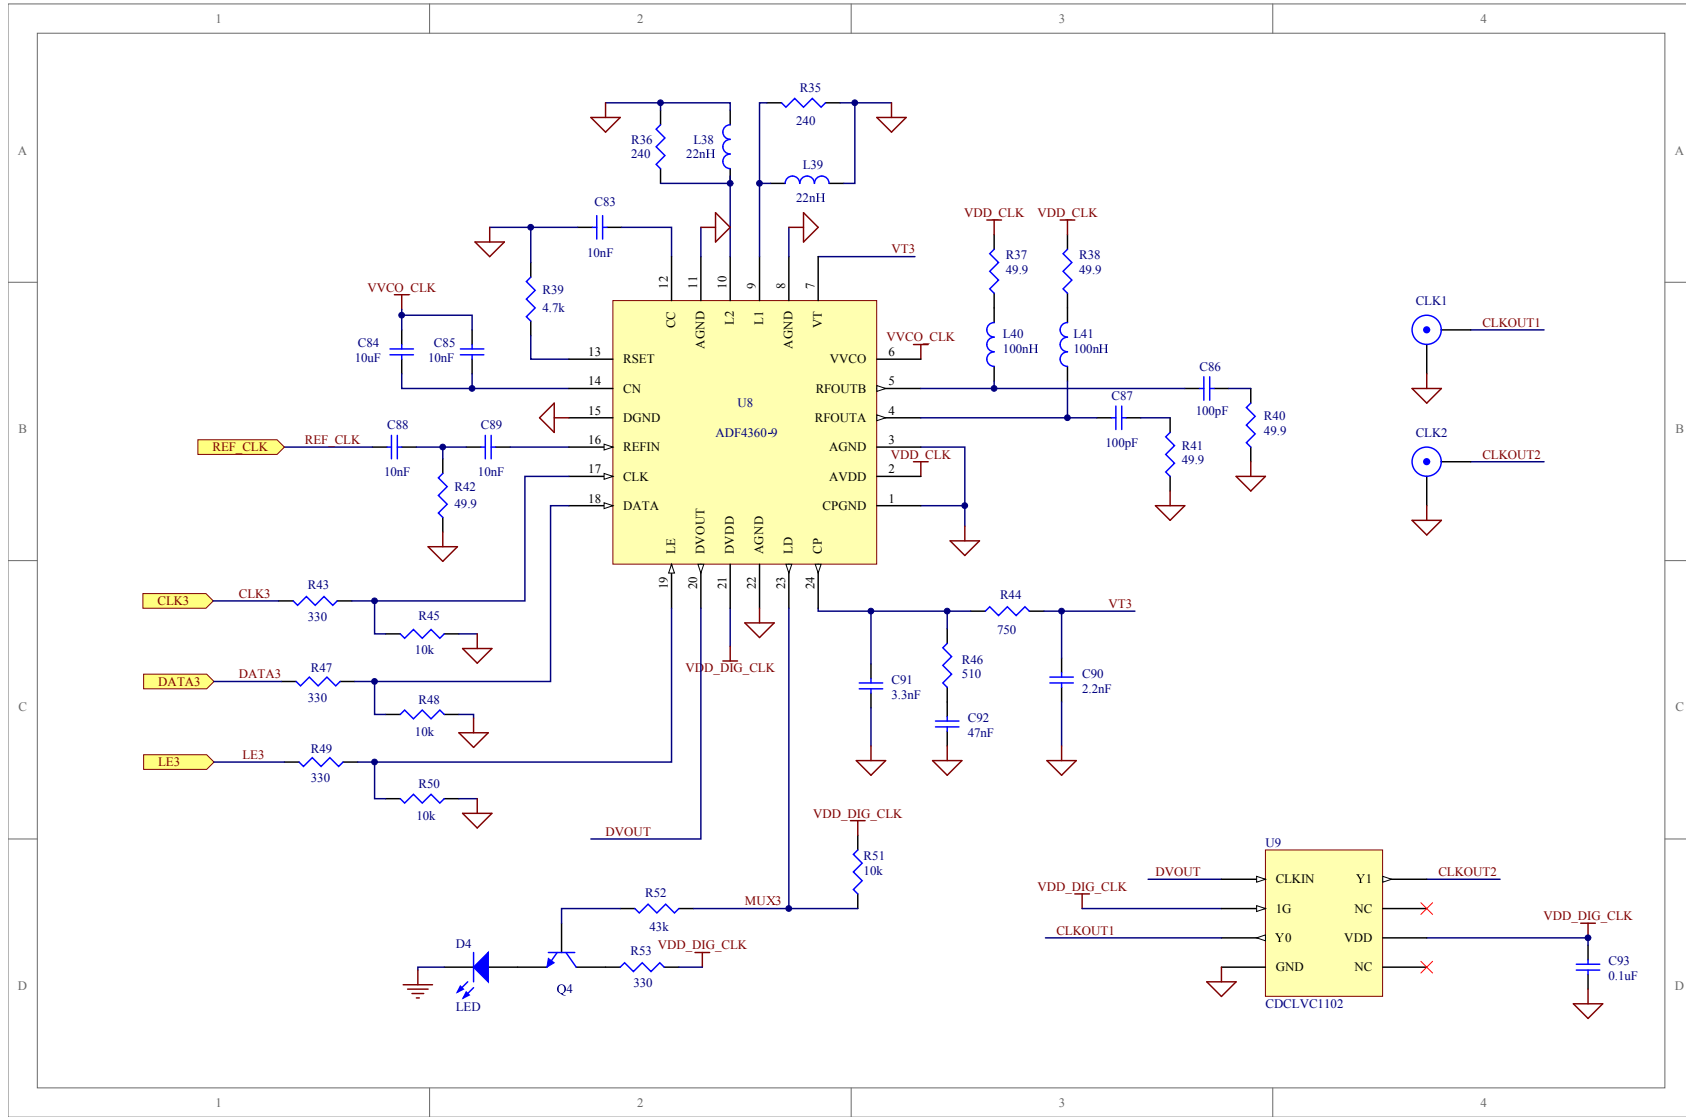 1 2 3 4
A A
R35
240
R36
240
L38
22nH
L39
22nH
C83
10nF
VDD_CLK VDD_CLK
VT3
R37
49.9
R38
49.9
12 11 10 9 8 7
R39
4.7k
VVCO_CLK
CC AGND L2 L1 AGND VT
CLK1
CLKOUT1
C84
10uF
C85
10nF
L40
100nH
L41
100nH
VVCO_CLK
13 RSET VVCO 6
14 CN RFOUTB 5
C86
100pF
U8
15 DGND RFOUTA 4
C87
100pF
R40
49.9
B B
ADF4360-9
REF_CLK REF_CLK
C88
10nF
C89
10nF
16 REFIN AGND 3
R41
49.9
CLK2
CLKOUT2
VDD_CLK
17 CLK AVDD 2
R42
49.9
18 DATA CPGND 1
LE DVOUT DVDD AGND LD CP
19 20 21 22 23 24
CLK3 CLK3
R43
330
R45
10k
R44
750
VT3
VDD_DIG_CLK
DATA3 DATA3
R47
330
R48
10k
R46
510
C91
3.3nF
C90
2.2nF
C C
C92
47nF
LE3 LE3
R49
330
R50
10k
VDD_DIG_CLK
DVOUT
R51
10k
U9
DVOUT CLKIN Y1 CLKOUT2
VDD_DIG_CLK
1G NC
CLKOUT1 Y0 VDD
VDD_DIG_CLK
GND NC
C93
0.1uF
CDCLVC1102
R52
43k
MUX3
D4
LED
Q4
R53
330
VDD_DIG_CLK
D D
1 2 3 4